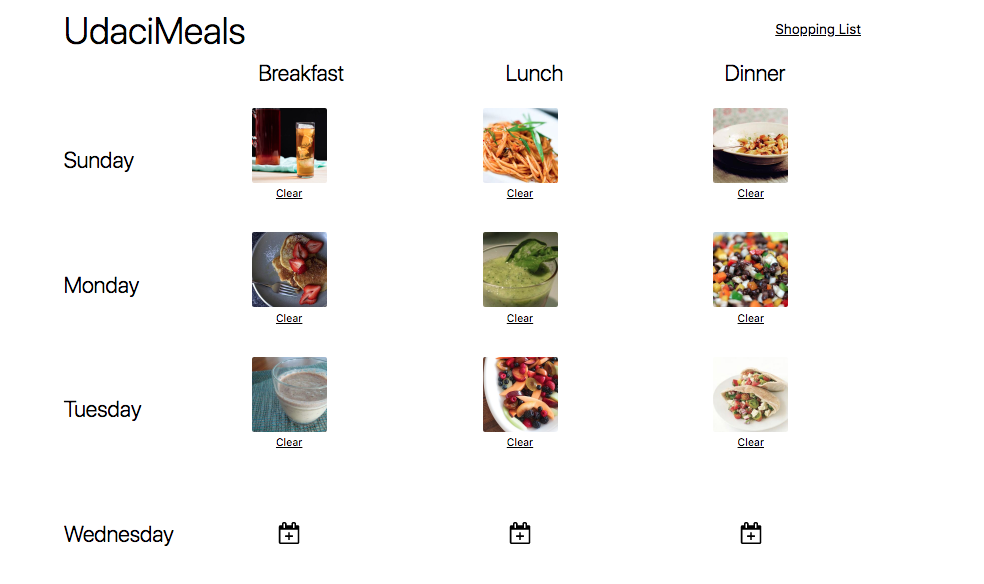 UdaciMeals
Shopping List
Breakfast Lunch Dinner
Sunday
Clear Clear Clear
Monday
Clear Clear Clear
Tuesday
Clear Clear Clear
Wednesday